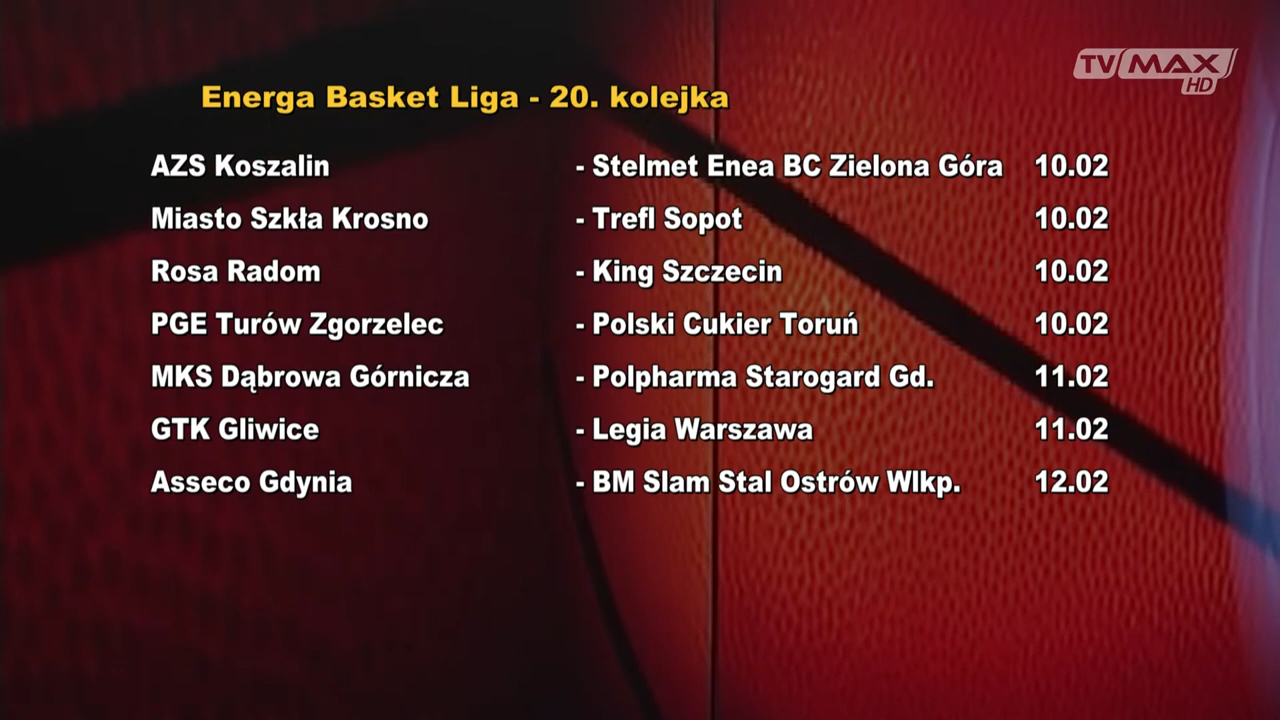 TV MAX HD
Energa Basket Liga - 20. kolejka
AZS Koszalin - Stelmet Enea BC Zielona Góra 10.02
Miasto Szkła Krosno - Trefl Sopot 10.02
Rosa Radom - King Szczecin 10.02
PGE Turów Zgorzelec - Polski Cukier Toruń 10.02
MKS Dąbrowa Górnicza - Polpharma Starogard Gd. 11.02
GTK Gliwice - Legia Warszawa 11.02
Asseco Gdynia - BM Slam Stal Ostrów Wlkp. 12.02